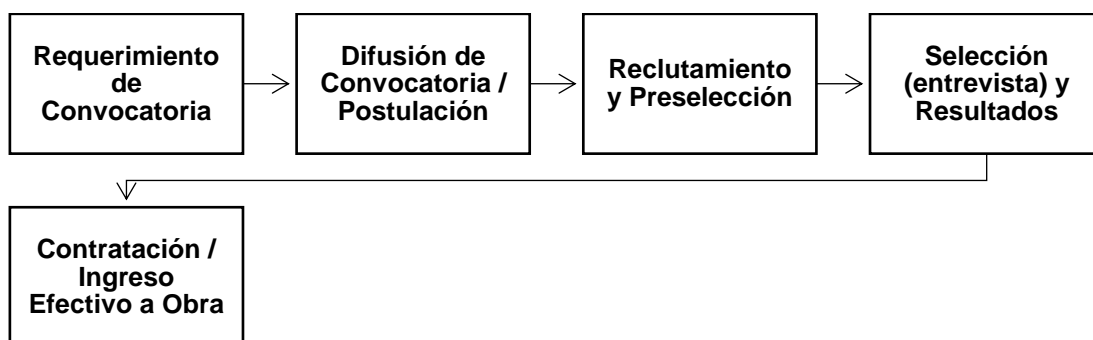 Requerimiento
de
Convocatoria
Difusión de
Convocatoria /
Postulación
Reclutamiento
y Preselección
Selección
(entrevista) y
Resultados
Contratación /
Ingreso
Efectivo a Obra